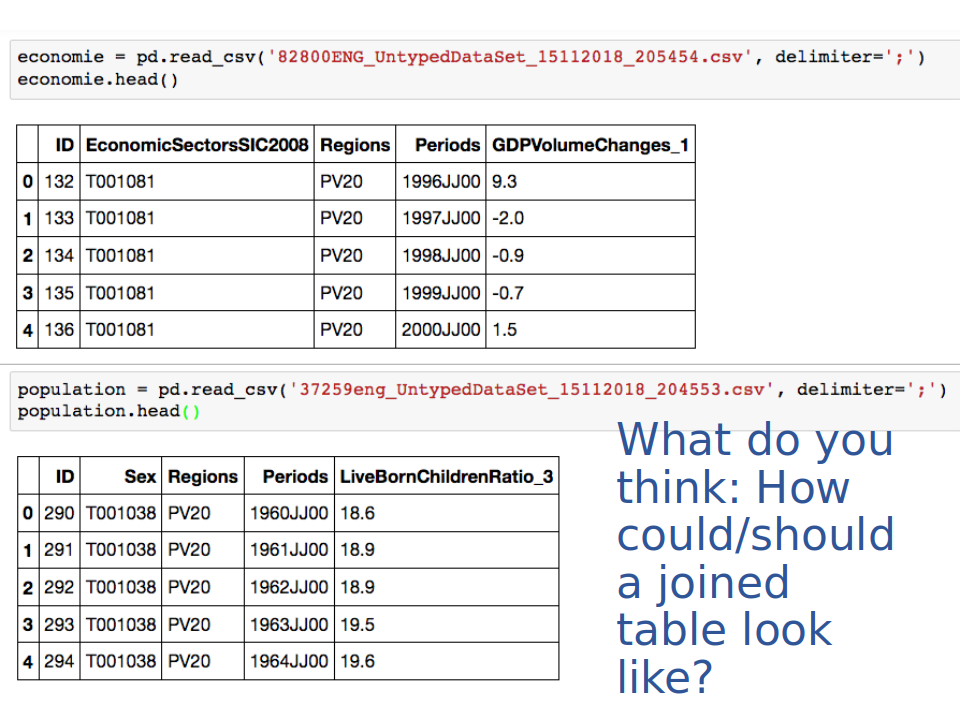 economie = pd.read_csv('82800ENG_UntypedDataSet_15112018_205454.csv', delimiter=';')
economie.head()
ID EconomicSectorsSIC2008 Regions Periods GDPVolumeChanges_1
0 132 T001081 PV20 1996JJ00 9.3
1 133 T001081 PV20 1997JJ00 -2.0
2 134 T001081 PV20 1998JJ00 -0.9
3 135 T001081 PV20 1999JJ00 -0.7
4 136 T001081 PV20 2000JJ00 1.5
population = pd.read_csv('37259eng_UntypedDataSet_15112018_204553.csv', delimiter=';')
population.head()
ID Sex Regions Periods LiveBornChildrenRatio_3
0 290 T001038 PV20 1960JJ00 18.6
1 291 T001038 PV20 1961JJ00 18.9
2 292 T001038 PV20 1962JJ00 18.9
3 293 T001038 PV20 1963JJ00 19.5
4 294 T001038 PV20 1964JJ00 19.6
What do you
think: How
could/should
a joined
table look
like?